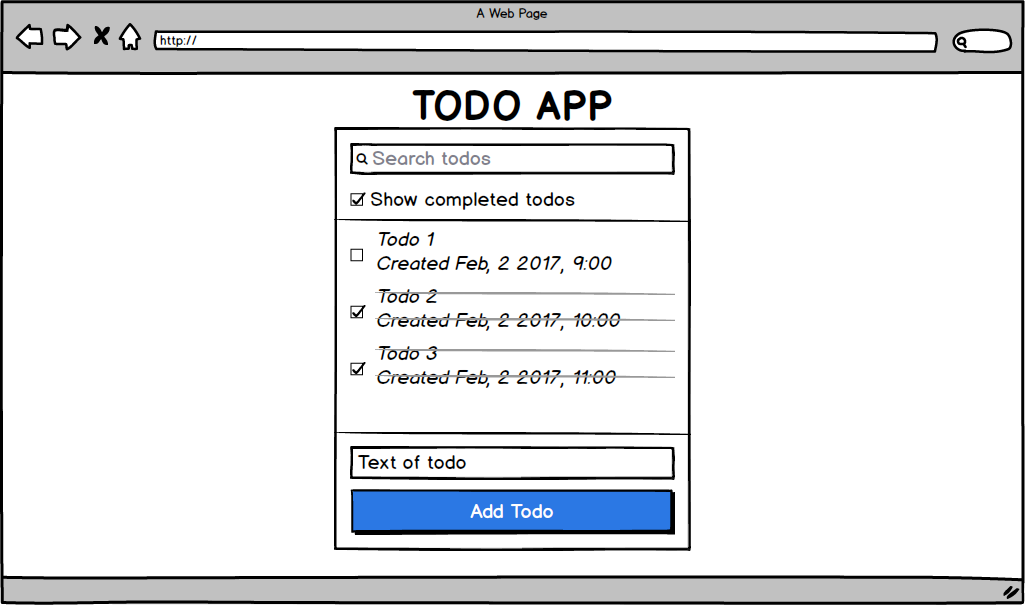 A Web Page
http://
TODO APP
Search todos
Show completed todos
Todo 1
Created Feb, 2 2017, 9:00
Todo 2
Created Feb, 2 2017, 10:00
Todo 3
Created Feb, 2 2017, 11:00
Text of todo
Add Todo